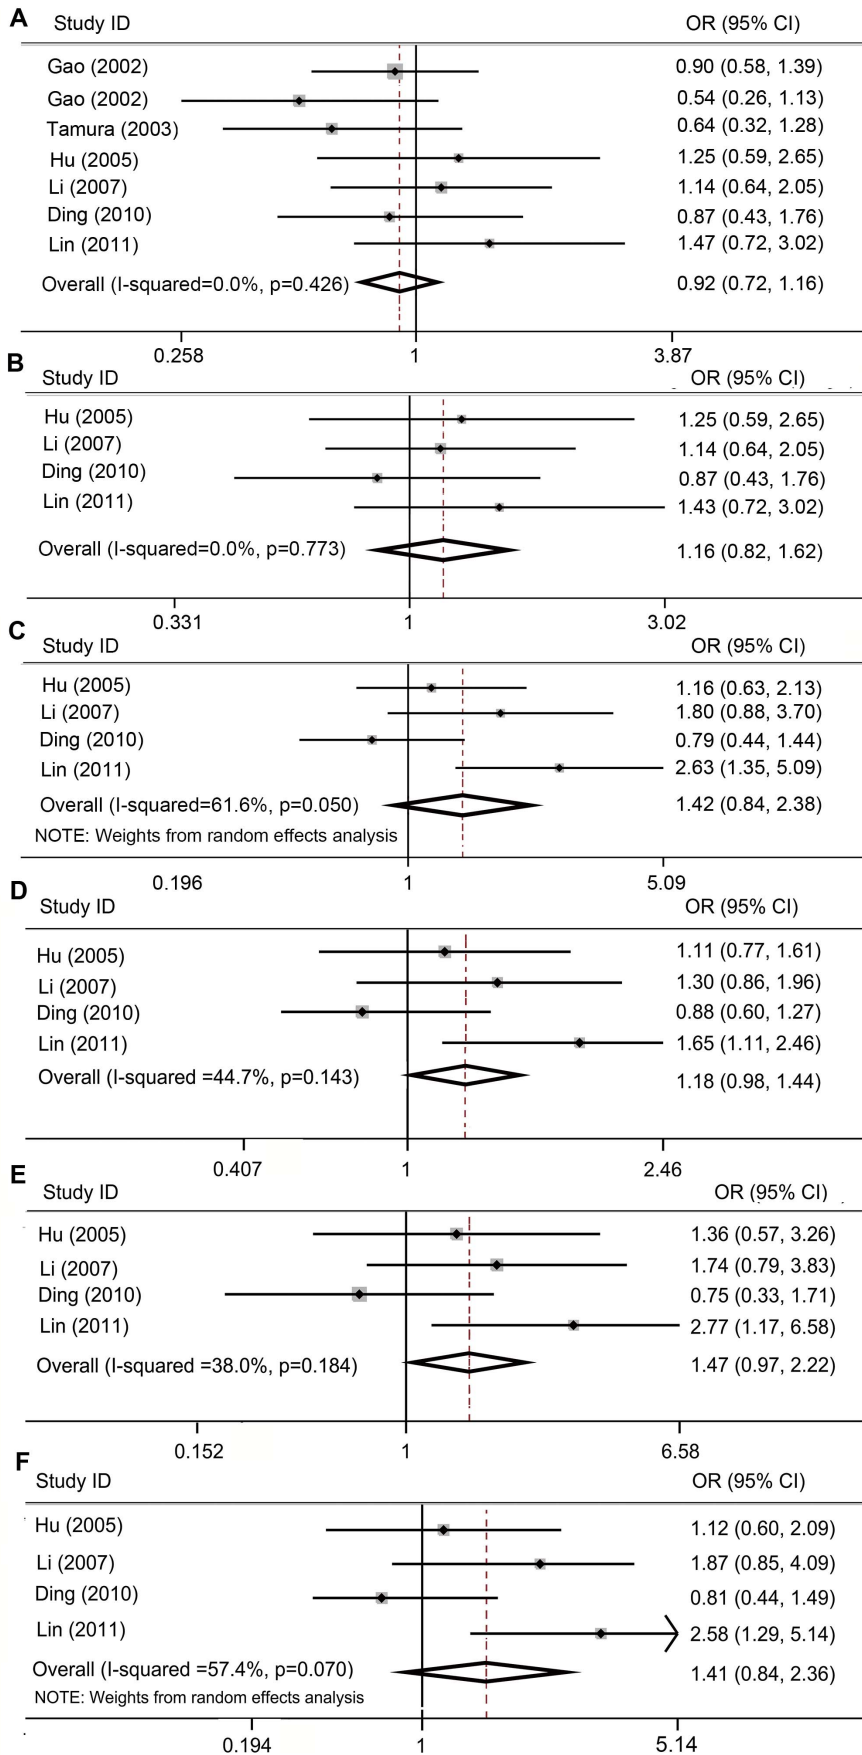 A Study ID OR (95% CI)
Gao (2002) 0.90 (0.58, 1.39)
Gao (2002) 0.54 (0.26, 1.13)
Tamura (2003) 0.64 (0.32, 1.28)
Hu (2005) 1.25 (0.59, 2.65)
Li (2007) 1.14 (0.64, 2.05)
Ding (2010) 0.87 (0.43, 1.76)
Lin (2011) 1.47 (0.72, 3.02)
Overall (I-squared=0.0%, p=0.426) 0.92 (0.72, 1.16)
0.258 1 3.87
B Study ID OR (95% CI)
Hu (2005) 1.25 (0.59, 2.65)
Li (2007) 1.14 (0.64, 2.05)
Ding (2010) 0.87 (0.43, 1.76)
Lin (2011) 1.43 (0.72, 3.02)
Overall (I-squared=0.0%, p=0.773) 1.16 (0.82, 1.62)
0.331 1 3.02
C Study ID OR (95% CI)
Hu (2005) 1.16 (0.63, 2.13)
Li (2007) 1.80 (0.88, 3.70)
Ding (2010) 0.79 (0.44, 1.44)
Lin (2011) 2.63 (1.35, 5.09)
Overall (I-squared=61.6%, p=0.050) 1.42 (0.84, 2.38)
NOTE: Weights from random effects analysis
0.196 1 5.09
D Study ID OR (95% CI)
Hu (2005) 1.11 (0.77, 1.61)
Li (2007) 1.30 (0.86, 1.96)
Ding (2010) 0.88 (0.60, 1.27)
Lin (2011) 1.65 (1.11, 2.46)
Overall (I-squared =44.7%, p=0.143) 1.18 (0.98, 1.44)
0.407 1 2.46
E Study ID OR (95% CI)
Hu (2005) 1.36 (0.57, 3.26)
Li (2007) 1.74 (0.79, 3.83)
Ding (2010) 0.75 (0.33, 1.71)
Lin (2011) 2.77 (1.17, 6.58)
Overall (I-squared =38.0%, p=0.184) 1.47 (0.97, 2.22)
0.152 1 6.58
F Study ID OR (95% CI)
Hu (2005) 1.12 (0.60, 2.09)
Li (2007) 1.87 (0.85, 4.09)
Ding (2010) 0.81 (0.44, 1.49)
Lin (2011) 2.58 (1.29, 5.14)
Overall (I-squared =57.4%, p=0.070) 1.41 (0.84, 2.36)
NOTE: Weights from random effects analysis
0.194 1 5.14